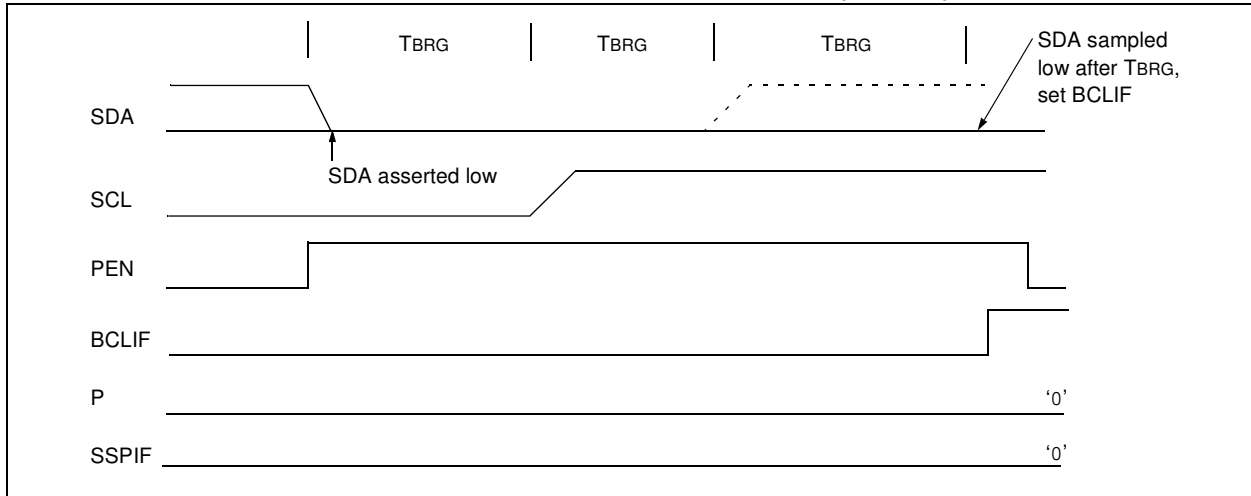 TBRG TBRG TBRG
SDA sampled
low after TBRG,
set BCLIF
SDA
SDA asserted low
SCL
PEN
BCLIF
P ‘0’
SSPIF ‘0’